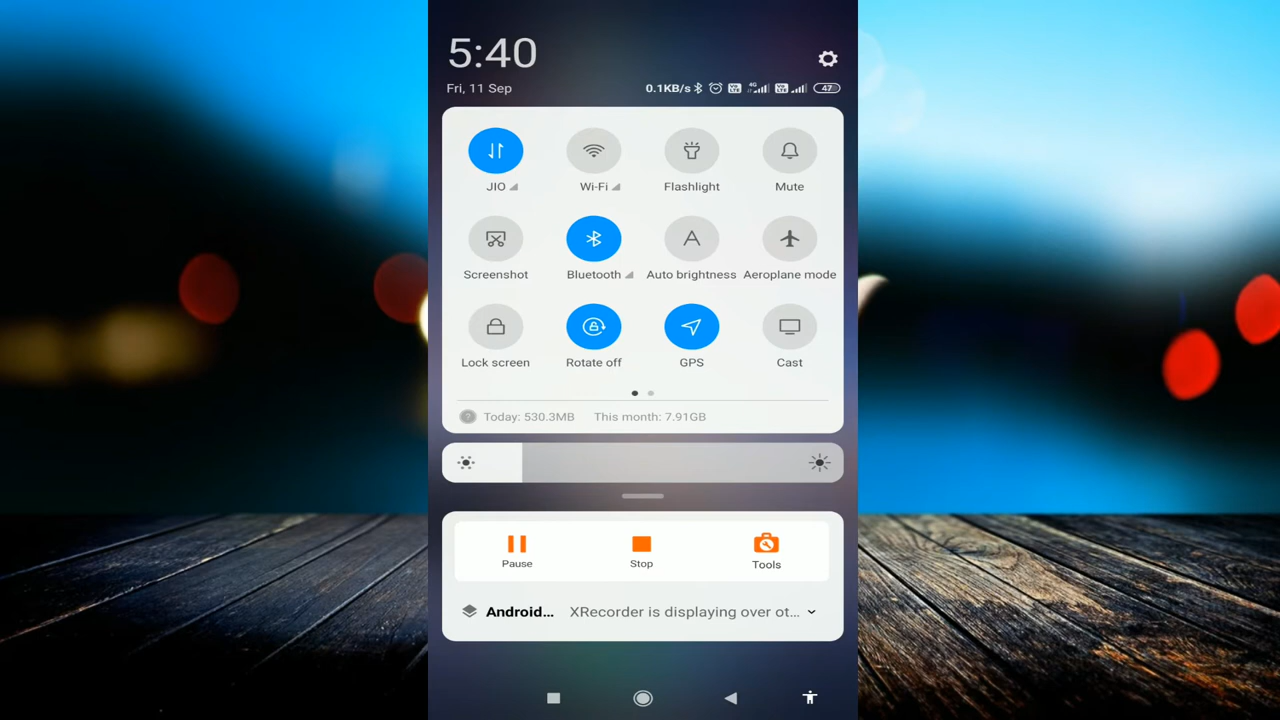 5:40
Fri, 11 Sep
0.1KB/s 4G 47
JIO Wi-Fi Flashlight Mute
Screenshot Bluetooth Auto brightness Aeroplane mode
Lock screen Rotate off GPS Cast
? Today: 530.3MB This month: 7.91GB
Pause Stop Tools
Android... XRecorder is displaying over ot...